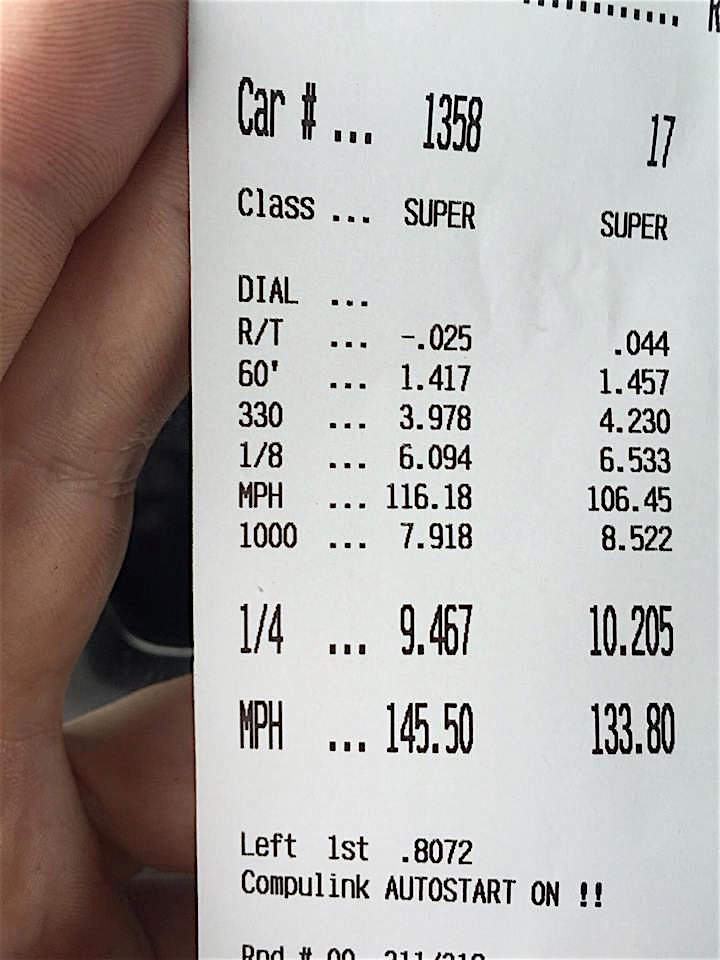 Car # ... 1358 17
Class ... SUPER SUPER
DIAL ...
R/T ... -.025 .044
60' ... 1.417 1.457
330 ... 3.978 4.230
1/8 ... 6.094 6.533
MPH ... 116.18 106.45
1000 ... 7.918 8.522
1/4 ... 9.467 10.205
MPH ... 145.50 133.80
Left 1st .8072
Compulink AUTOSTART ON !!